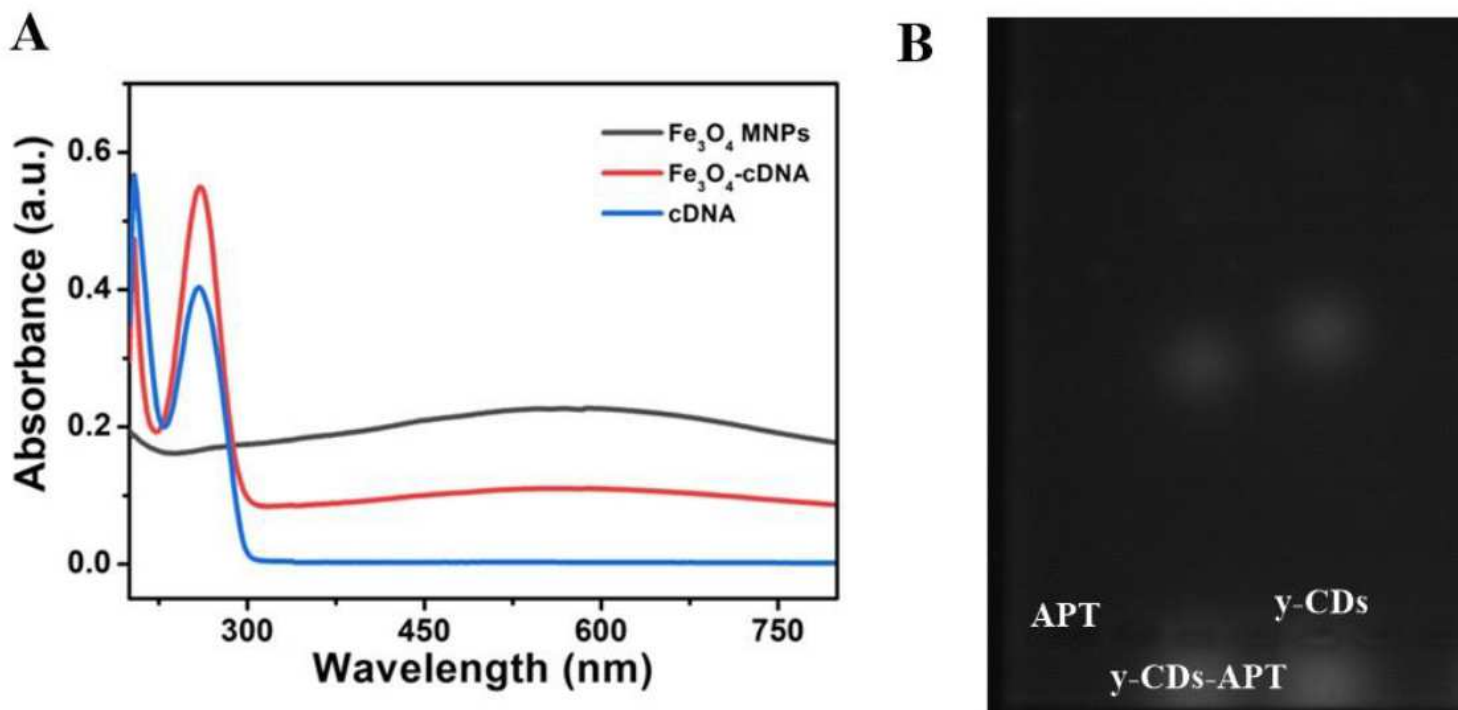 A
B
Absorbance (a.u.)
0.6
0.4
0.2
0.0
Fe₃O₄ MNPs
Fe₃O₄-cDNA
cDNA
300
450
600
750
Wavelength (nm)
APT
y-CDs
y-CDs-APT